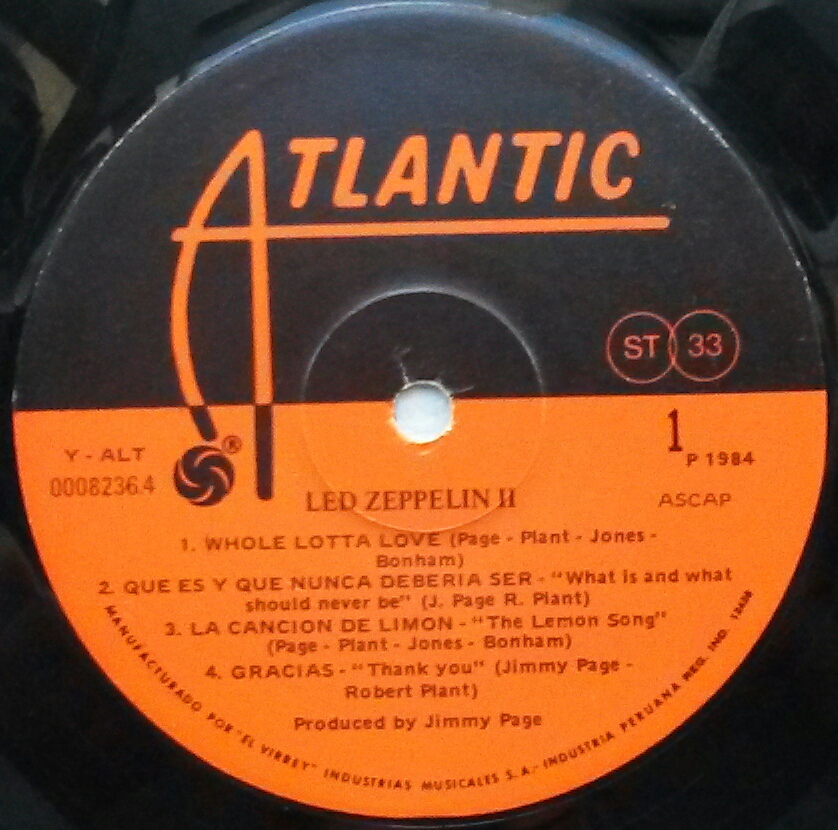 ATLANTIC
ST 33
1
P 1984
Y - ALT
0008236.4
®
LED ZEPPELIN II
ASCAP
1. WHOLE LOTTA LOVE (Page - Plant - Jones -
Bonham)
2. QUE ES Y QUE NUNCA DEBERIA SER - "What is and what
should never be" (J. Page R. Plant)
3. LA CANCION DE LIMON - "The Lemon Song"
(Page - Plant - Jones - Bonham)
4. GRACIAS - "Thank you" (Jimmy Page -
Robert Plant)
Produced by Jimmy Page
MANUFACTURADO POR "EL VIRREY" INDUSTRIAS MUSICALES S.A. - INDUSTRIA PERUANA REG. IND.